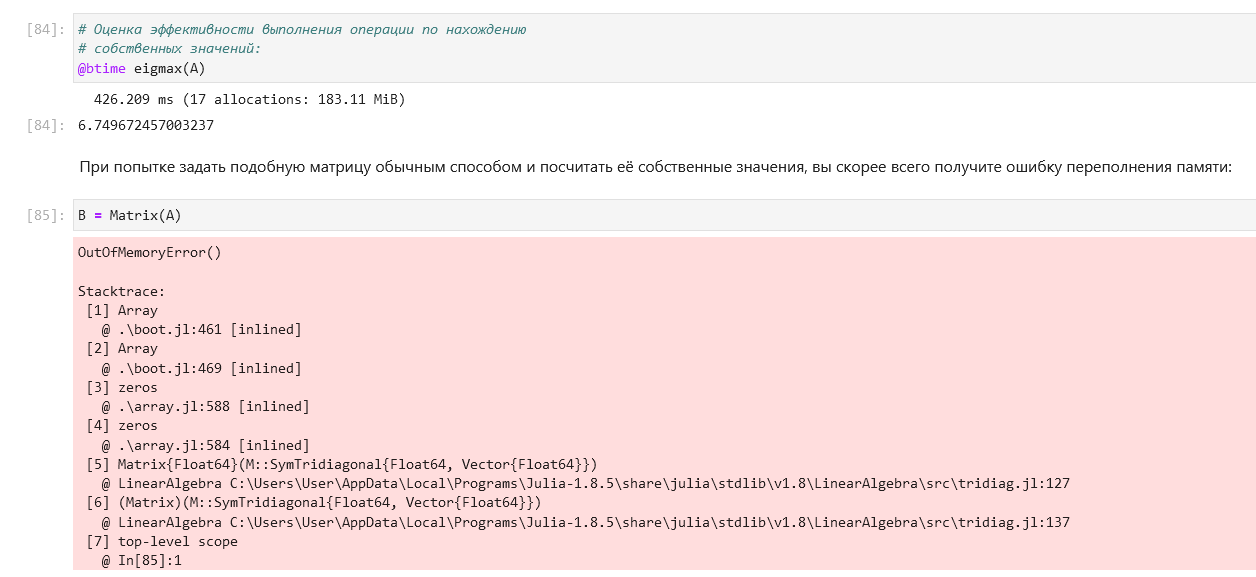 [84]: # Оценка эффективности выполнения операции по нахождению
# собственных значений:
@btime eigmax(A)
426.209 ms (17 allocations: 183.11 MiB)
[84]: 6.749672457003237
При попытке задать подобную матрицу обычным способом и посчитать её собственные значения, вы скорее всего получите ошибку переполнения памяти:
[85]: B = Matrix(A)
OutOfMemoryError()
Stacktrace:
[1] Array
@ .\boot.jl:461 [inlined]
[2] Array
@ .\boot.jl:469 [inlined]
[3] zeros
@ .\array.jl:588 [inlined]
[4] zeros
@ .\array.jl:584 [inlined]
[5] Matrix{Float64}(M::SymTridiagonal{Float64, Vector{Float64}})
@ LinearAlgebra C:\Users\User\AppData\Local\Programs\Julia-1.8.5\share\julia\stdlib\v1.8\LinearAlgebra\src\tridiag.jl:127
[6] (Matrix)(M::SymTridiagonal{Float64, Vector{Float64}})
@ LinearAlgebra C:\Users\User\AppData\Local\Programs\Julia-1.8.5\share\julia\stdlib\v1.8\LinearAlgebra\src\tridiag.jl:137
[7] top-level scope
@ In[85]:1